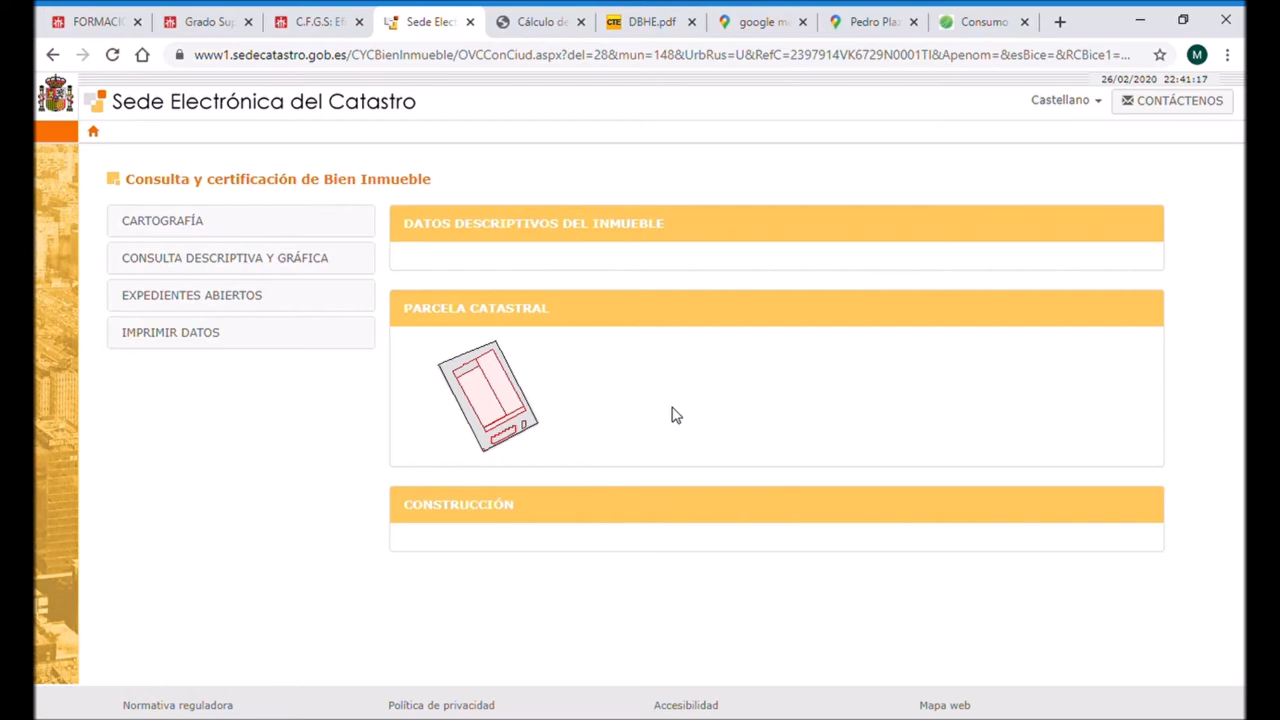 FORMACI
Grado Sup
C.F.G.S: Efi
Sede Elect
Cálculo de
CTE
DBHE.pdf
google m
Pedro Pla
Consumo
www1.sedecatastro.gob.es/CYCBienInmueble/OVCConCiud.aspx?del=28&mun=148&UrbRus=U&RefC=2397914VK6729N0001TI&Apenom=&esBice=&RCBice1=...
M
26/02/2020 22:41:17
Sede Electrónica del Catastro
Castellano
CONTÁCTENOS
Consulta y certificación de Bien Inmueble
CARTOGRAFÍA
CONSULTA DESCRIPTIVA Y GRÁFICA
EXPEDIENTES ABIERTOS
IMPRIMIR DATOS
DATOS DESCRIPTIVOS DEL INMUEBLE
PARCELA CATASTRAL
CONSTRUCCIÓN
Normativa reguladora
Política de privacidad
Accesibilidad
Mapa web